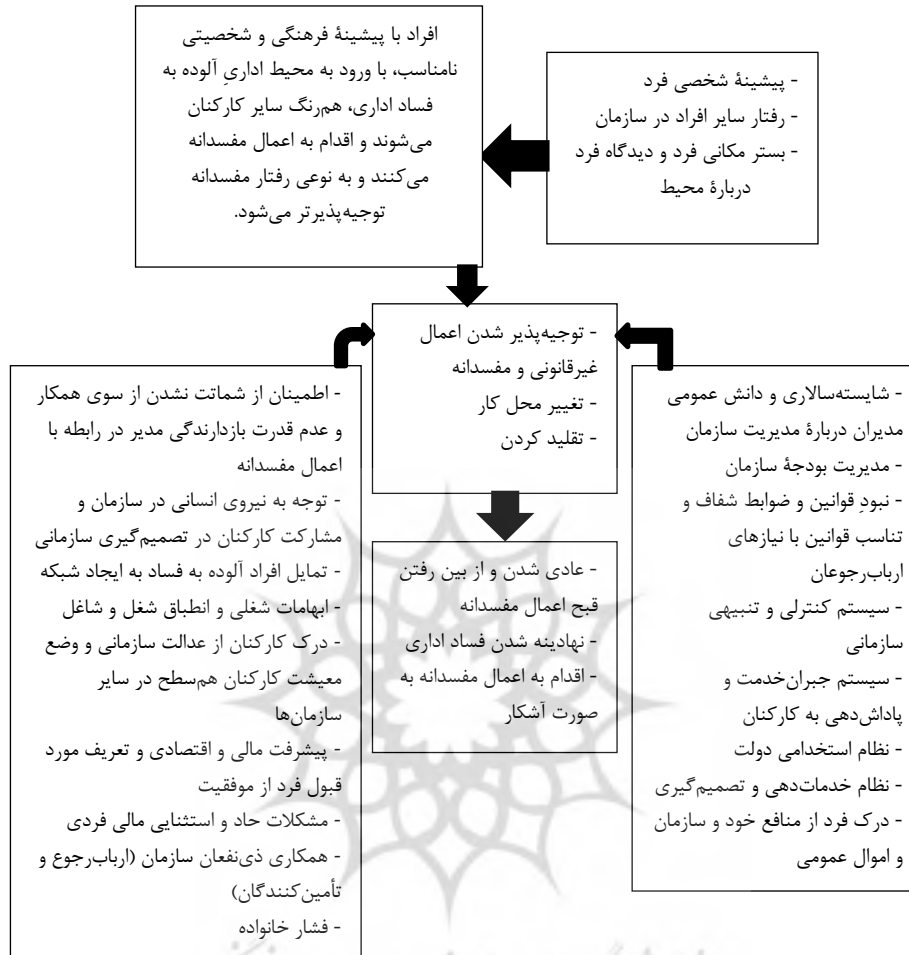 - پیشینهٔ شخصی فرد
- رفتار سایر افراد در سازمان
- بستر مکانی فرد و دیدگاه فرد
دربارهٔ محیط
افراد با پیشینهٔ فرهنگی و شخصیتی
نامناسب، با ورود به محیط اداریِ آلوده به
فساد اداری، هم‌رنگ سایر کارکنان
می‌شوند و اقدام به اعمال مفسدانه
می‌کنند و به نوعی رفتار مفسدانه
توجیه‌پذیرتر می‌شود.
- توجیه‌پذیر شدن اعمال
غیرقانونی و مفسدانه
- تغییر محل کار
- تقلید کردن
- شایسته‌سالاری و دانش عمومی
مدیران دربارهٔ مدیریت سازمان
- مدیریت بودجهٔ سازمان
- نبودِ قوانین و ضوابط شفاف و
تناسب قوانین با نیازهای
ارباب‌رجوعان
- سیستم کنترلی و تنبیهی
سازمانی
- سیستم جبران‌خدمت و
پاداش‌دهی به کارکنان
- نظام استخدامی دولت
- نظام خدمات‌دهی و تصمیم‌گیری
- درک فرد از منافع خود و سازمان
و اموال عمومی
- اطمینان از شماتت نشدن از سوی همکار
و عدم قدرت بازدارندگی مدیر در رابطه با
اعمال مفسدانه
- توجه به نیروی انسانی در سازمان و
مشارکت کارکنان در تصمیم‌گیری سازمانی
- تمایل افراد آلوده به فساد به ایجاد شبکه
- ابهامات شغلی و انطباق شغل و شاغل
- درک کارکنان از عدالت سازمانی و وضع
معیشت کارکنان هم‌سطح در سایر
سازمان‌ها
- پیشرفت مالی و اقتصادی و تعریف مورد
قبول فرد از موفقیت
- مشکلات حاد و استثنایی مالی فردی
- همکاری ذی‌نفعان سازمان (ارباب‌رجوع و
تأمین‌کنندگان)
- فشار خانواده
- عادی شدن و از بین رفتن
قبح اعمال مفسدانه
- نهادینه شدن فساد اداری
- اقدام به اعمال مفسدانه به
صورت آشکار